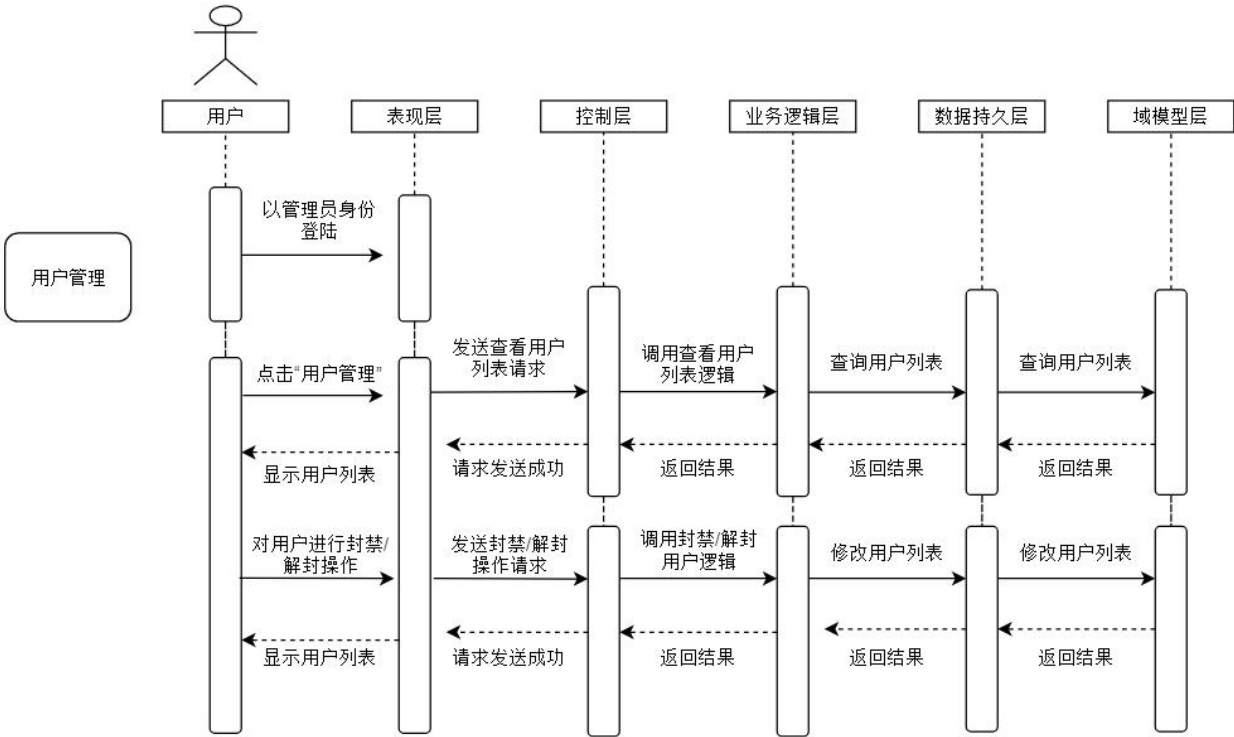 用户
表现层
控制层
业务逻辑层
数据持久层
域模型层
以管理员身份
登陆
用户管理
点击“用户管理”
发送查看用户
列表请求
调用查看用户
列表逻辑
查询用户列表
查询用户列表
显示用户列表
请求发送成功
返回结果
返回结果
返回结果
对用户进行封禁/
解封操作
发送封禁/解封
操作请求
调用封禁/解封
用户逻辑
修改用户列表
修改用户列表
显示用户列表
请求发送成功
返回结果
返回结果
返回结果